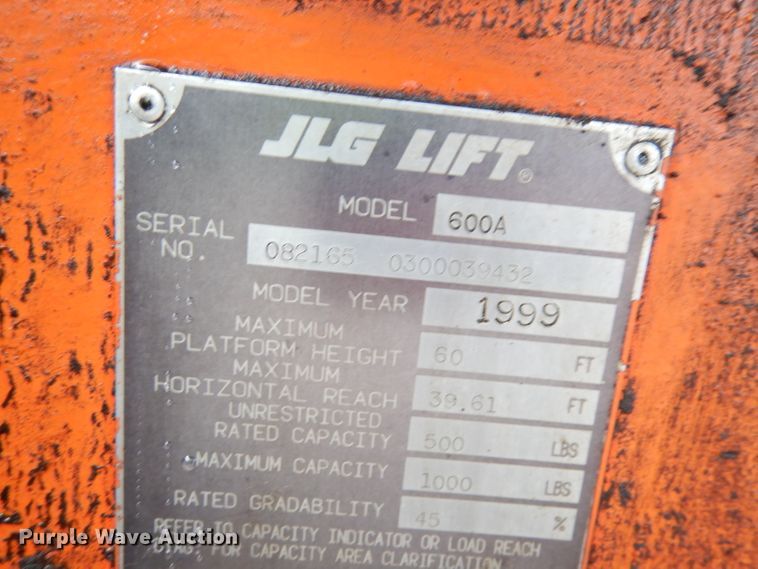 JLG LIFT®
MODEL 600A
SERIAL NO. 082165 0300039432
MODEL YEAR 1999
MAXIMUM
PLATFORM HEIGHT 60 FT
MAXIMUM
HORIZONTAL REACH 39.61 FT
UNRESTRICTED
RATED CAPACITY 500 LBS
MAXIMUM CAPACITY 1000 LBS
RATED GRADABILITY 45 %
REFER TO CAPACITY INDICATOR OR LOAD REACH
DIAG. FOR CAPACITY AREA CLARIFICATION.
Purple Wave Auction